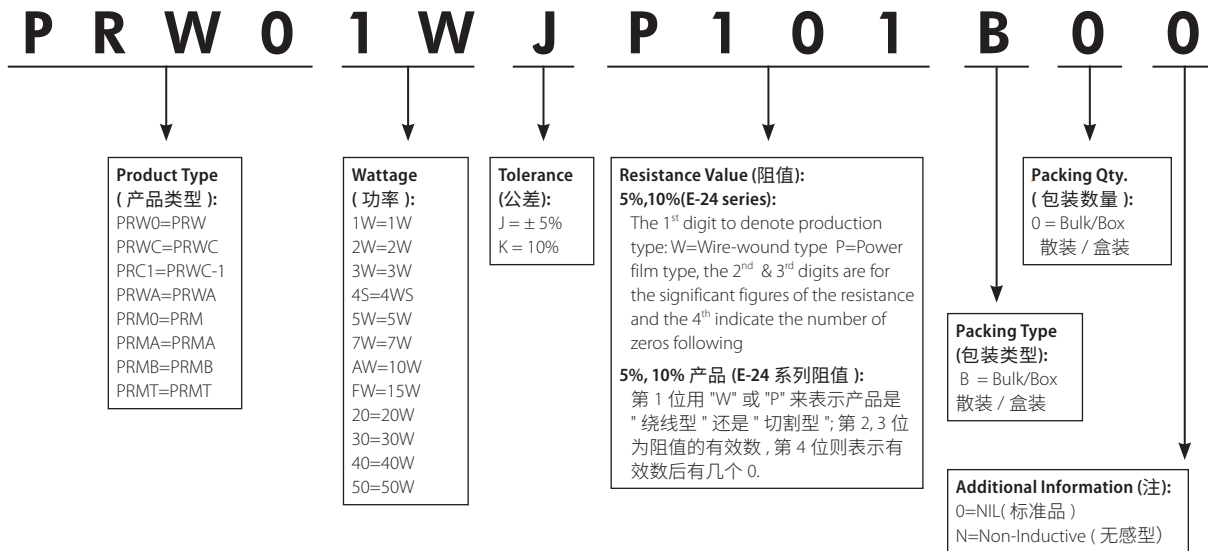 P R W 0 1 W J P 1 0 1 B 0 0
Product Type
( 产品类型 ):
PRW0=PRW
PRWC=PRWC
PRC1=PRWC-1
PRWA=PRWA
PRM0=PRM
PRMA=PRMA
PRMB=PRMB
PRMT=PRMT
Wattage
( 功率 ):
1W=1W
2W=2W
3W=3W
4S=4WS
5W=5W
7W=7W
AW=10W
FW=15W
20=20W
30=30W
40=40W
50=50W
Tolerance
(公差):
J = ± 5%
K = 10%
Resistance Value (阻值):
5%,10%(E-24 series):
The 1st digit to denote production
type: W=Wire-wound type P=Power
film type, the 2nd & 3rd digits are for
the significant figures of the resistance
and the 4th indicate the number of
zeros following
5%, 10% 产品 (E-24 系列阻值 ):
第 1 位用 "W" 或 "P" 来表示产品是
" 绕线型 " 还是 " 切割型 "; 第 2, 3 位
为阻值的有效数 , 第 4 位则表示有
效数后有几个 0.
Packing Type
(包装类型):
B = Bulk/Box
散装 / 盒装
Packing Qty.
( 包装数量 ):
0 = Bulk/Box
散装 / 盒装
Additional Information (注):
0=NIL( 标准品 )
N=Non-Inductive ( 无感型）